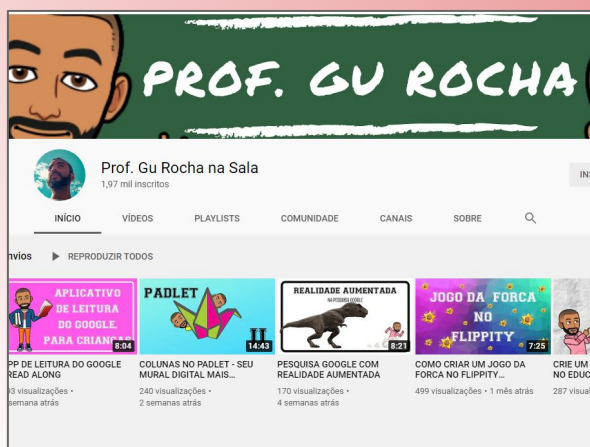 PROF. GU ROCHA
Prof. Gu Rocha na Sala
1,97 mil inscritos
INÍCIO VÍDEOS PLAYLISTS COMUNIDADE CANAIS SOBRE
REPRODUZIR TODOS
APLICATIVO
DE LEITURA
DO GOOGLE,
PARA CRIANÇAS
8:04
DE LEITURA DO GOOGLE
READ ALONG
visualizações •
semana atrás
PADLET
II
14:43
COLUNAS NO PADLET - SEU
MURAL DIGITAL MAIS...
240 visualizações •
2 semanas atrás
REALIDADE AUMENTADA
NA PESQUISA GOOGLE
8:21
PESQUISA GOOGLE COM
REALIDADE AUMENTADA
170 visualizações •
4 semanas atrás
JOGO DA FORCA
NO
FLIPPITY
7:25
COMO CRIAR UM JOGO DA
FORCA NO FLIPPITY...
499 visualizações • 1 mês atrás
CRIE UM
NO
287